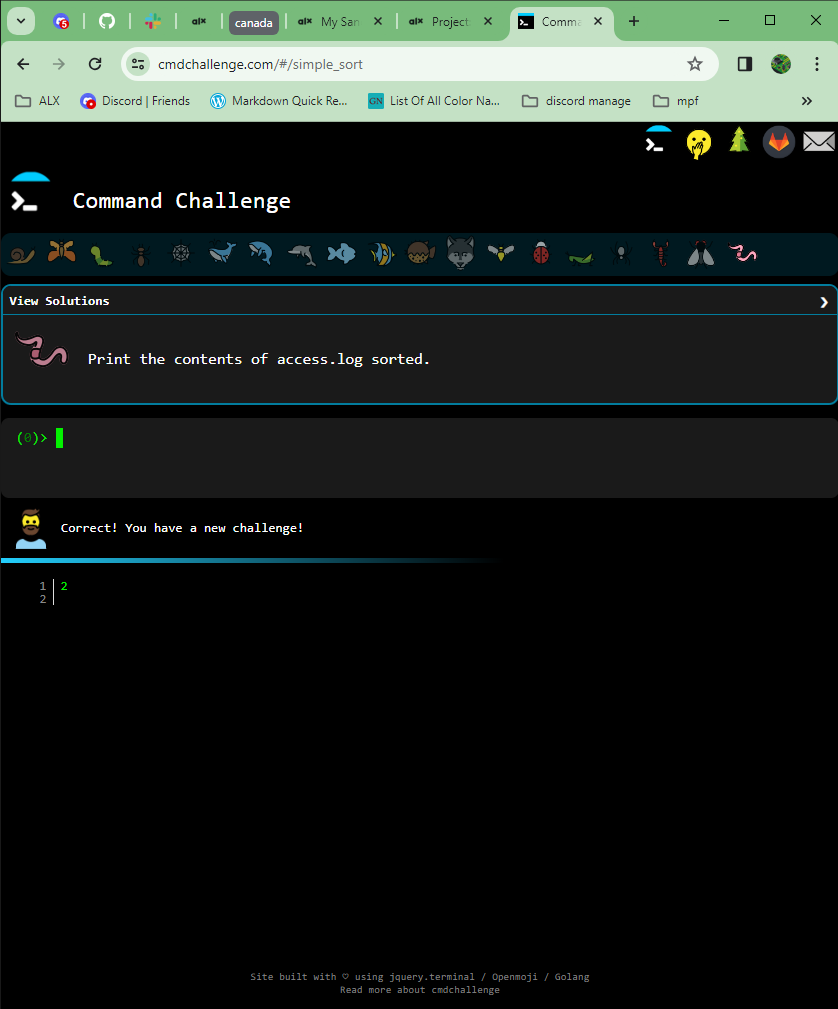 5
alx
canada
alx My San
alx Project
Comma
cmdchallenge.com/#/simple_sort
ALX
Discord | Friends
Markdown Quick Re...
GN List Of All Color Na...
discord manage
mpf
Command Challenge
View Solutions
Print the contents of access.log sorted.
(0)>
Correct! You have a new challenge!
1 2
2
Site built with ♡ using jquery.terminal / Openmoji / Golang
Read more about cmdchallenge